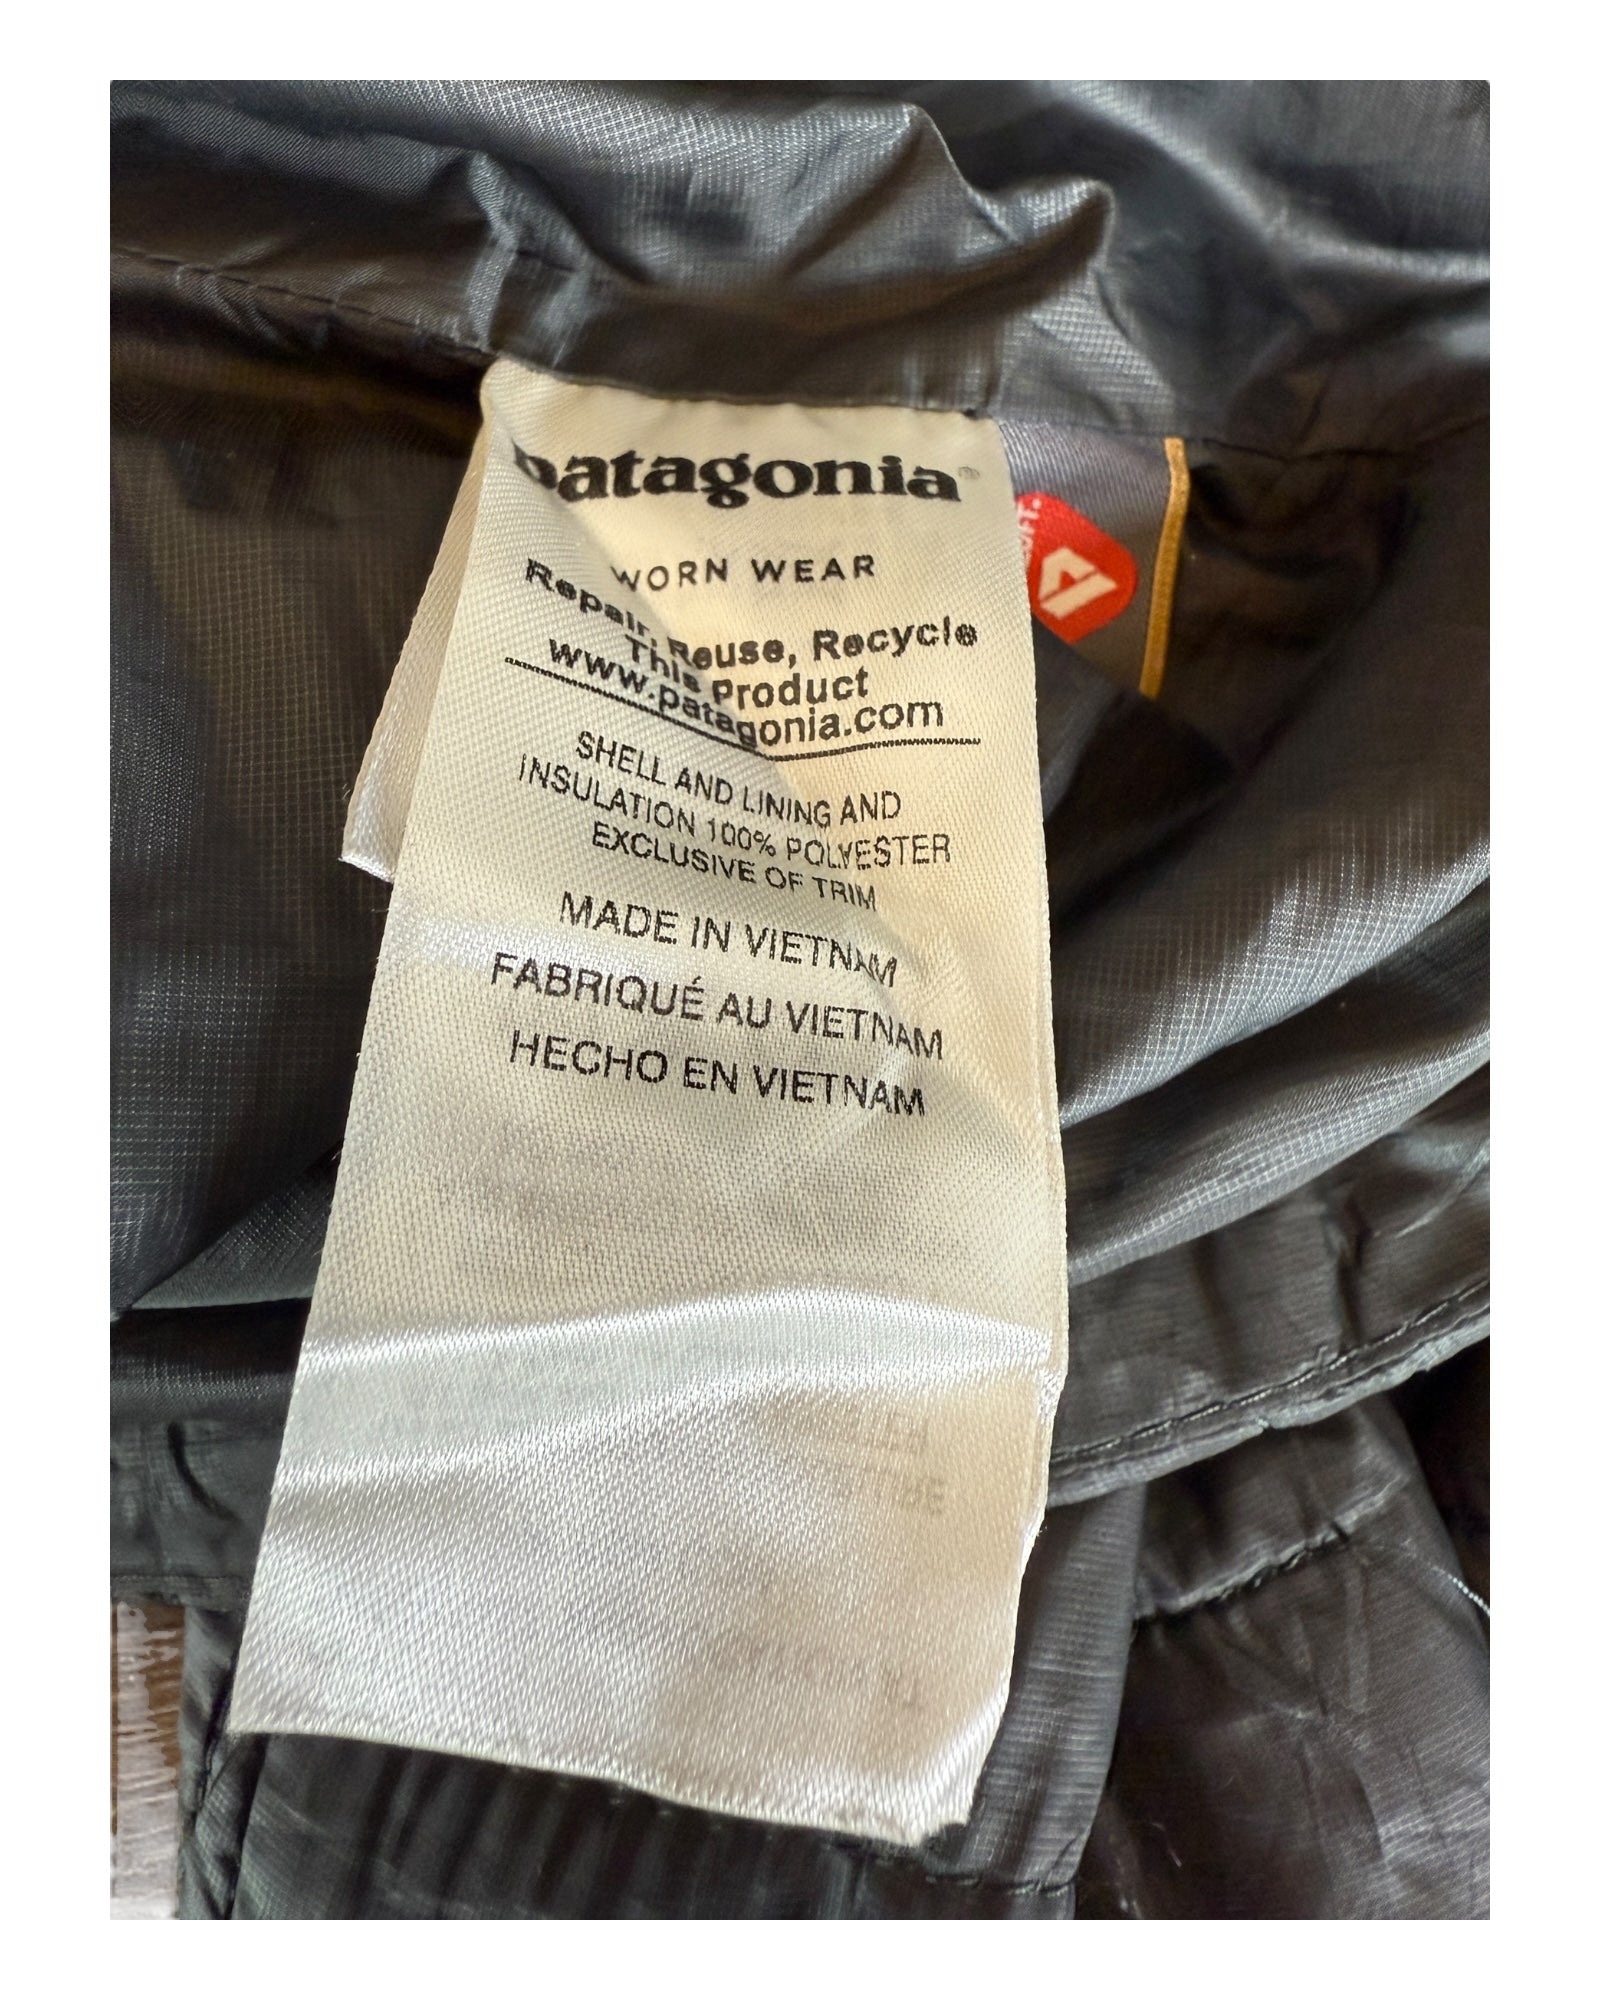 patagonia®
WORN WEAR
Repair, Reuse, Recycle
This Product
www.patagonia.com
SHELL AND LINING AND
INSULATION 100% POLYESTER
EXCLUSIVE OF TRIM
MADE IN VIETNAM
FABRIQUÉ AU VIETNAM
HECHO EN VIETNAM